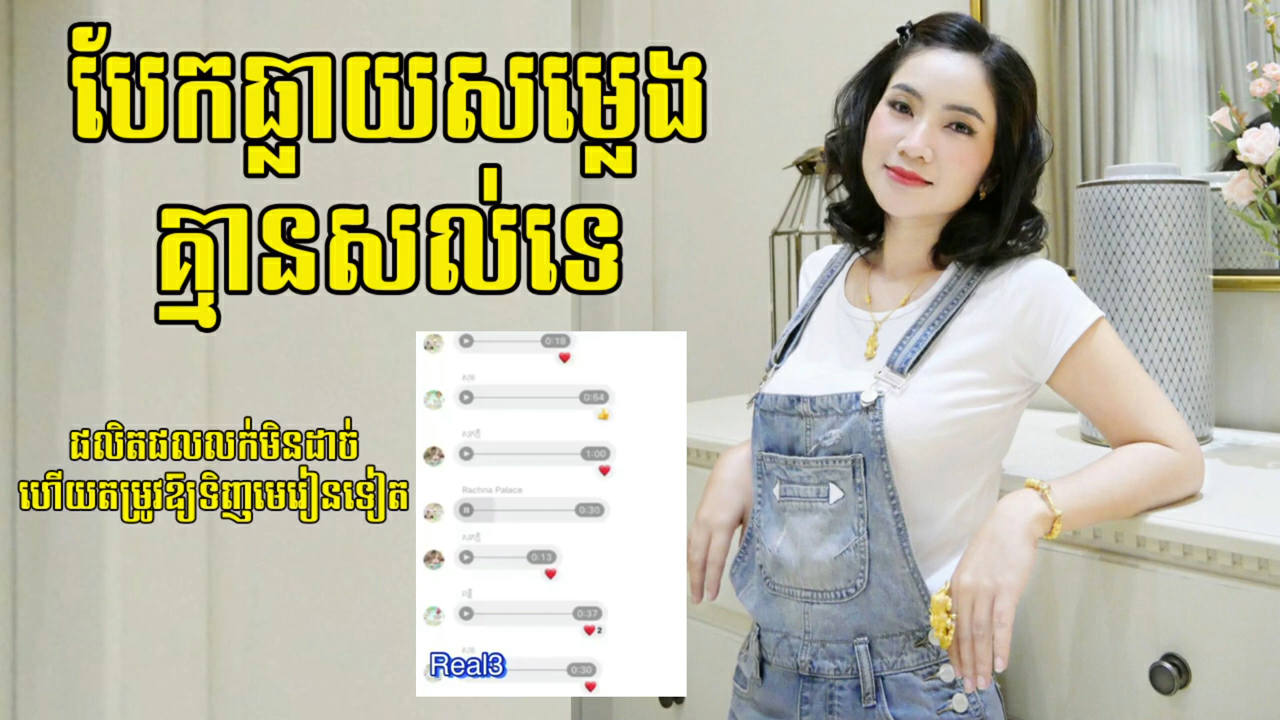 បែកធ្លាយសម្លេង
គ្មានសល់ទេ
ផលិតផលលក់មិនដាច់
ហើយតម្រូវឱ្យទិញមេរៀនទៀត
0:18
0:54
1:00
Rachna Palace
0:30
0:13
0:37
2
0:30
Real3